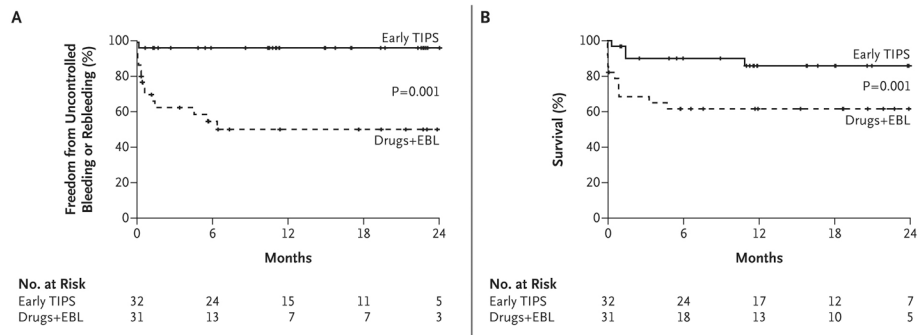 A
Freedom from Uncontrolled
Bleeding or Rebleeding (%)
100
80
60
40
20
0
Early TIPS
P=0.001
Drugs+EBL
0 6 12 18 24
Months
No. at Risk
Early TIPS 32 24 15 11 5
Drugs+EBL 31 13 7 7 3
B
Survival (%)
100
80
60
40
20
0
Early TIPS
P=0.001
Drugs+EBL
0 6 12 18 24
Months
No. at Risk
Early TIPS 32 24 17 12 7
Drugs+EBL 31 18 13 10 5